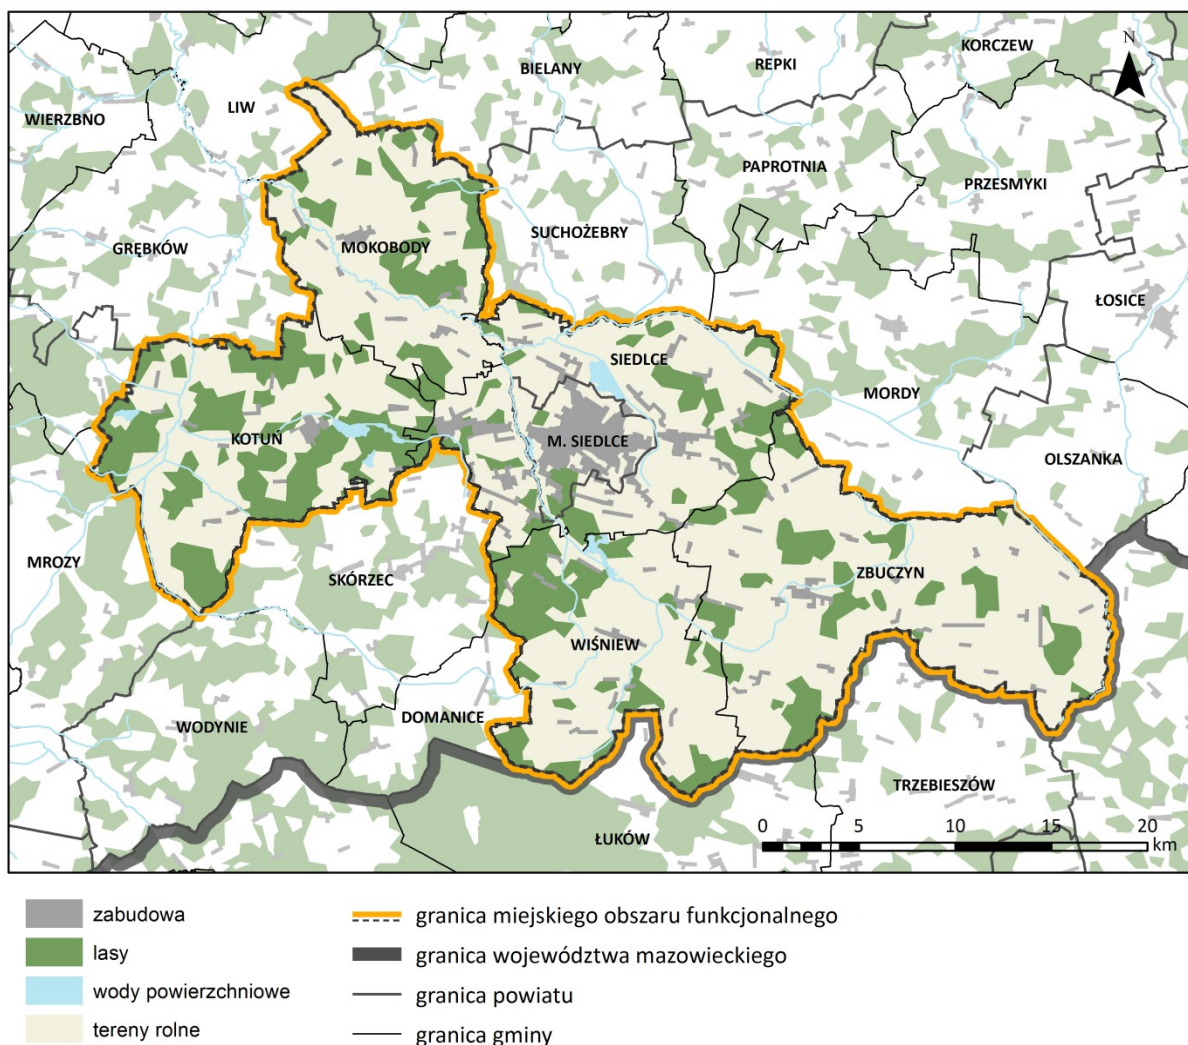 N
KORCZEW
REPKI
BIELANY
LIW
WIERZBNO
PAPROTNIA
PRZESMYKI
SUCHOŻEBRY
MOKOBODY
GRĘBKÓW
ŁOSICE
SIEDLCE
MORDY
KOTUŃ
M. SIEDLCE
OLSZANKA
MROZY
SKÓRZEC
ZBUCZYN
WIŚNIEW
DOMANICE
WODYNIE
TRZEBIESZÓW
ŁUKÓW
0 5 10 15 20
km
zabudowa
lasy
wody powierzchniowe
tereny rolne
granica miejskiego obszaru funkcjonalnego
granica województwa mazowieckiego
granica powiatu
granica gminy